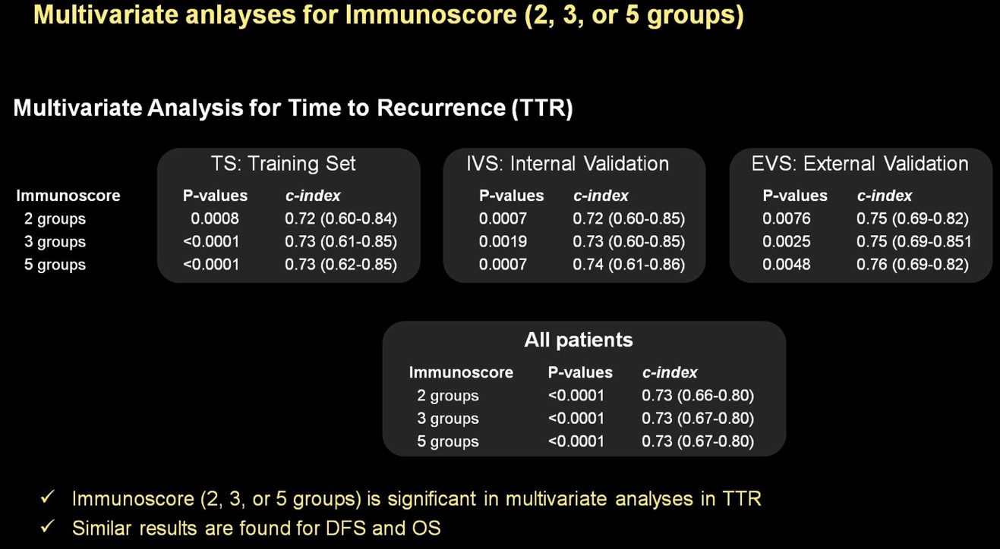 Multivariate anlayses for Immunoscore (2, 3, or 5 groups)
Multivariate Analysis for Time to Recurrence (TTR)
TS: Training Set IVS: Internal Validation EVS: External Validation
Immunoscore P-values c-index P-values c-index P-values c-index
2 groups 0.0008 0.72 (0.60-0.84) 0.0007 0.72 (0.60-0.85) 0.0076 0.75 (0.69-0.82)
3 groups <0.0001 0.73 (0.61-0.85) 0.0019 0.73 (0.60-0.85) 0.0025 0.75 (0.69-0.851
5 groups <0.0001 0.73 (0.62-0.85) 0.0007 0.74 (0.61-0.86) 0.0048 0.76 (0.69-0.82)
All patients
Immunoscore P-values c-index
2 groups <0.0001 0.73 (0.66-0.80)
3 groups <0.0001 0.73 (0.67-0.80)
5 groups <0.0001 0.73 (0.67-0.80)
✓ Immunoscore (2, 3, or 5 groups) is significant in multivariate analyses in TTR
✓ Similar results are found for DFS and OS